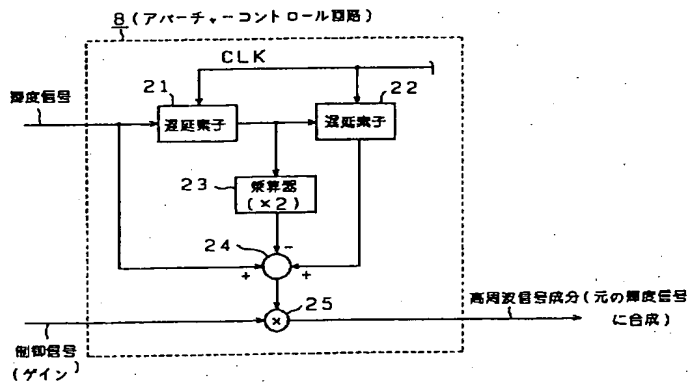 8(アパーチャーコントロール回路)
CLK
21
22
輝度信号
遅延素子
遅延素子
23
乗算器
(×2)
24
-
+
+
25
×
高周波信号成分(元の輝度信号
に合成)
制御信号
(ゲイン)